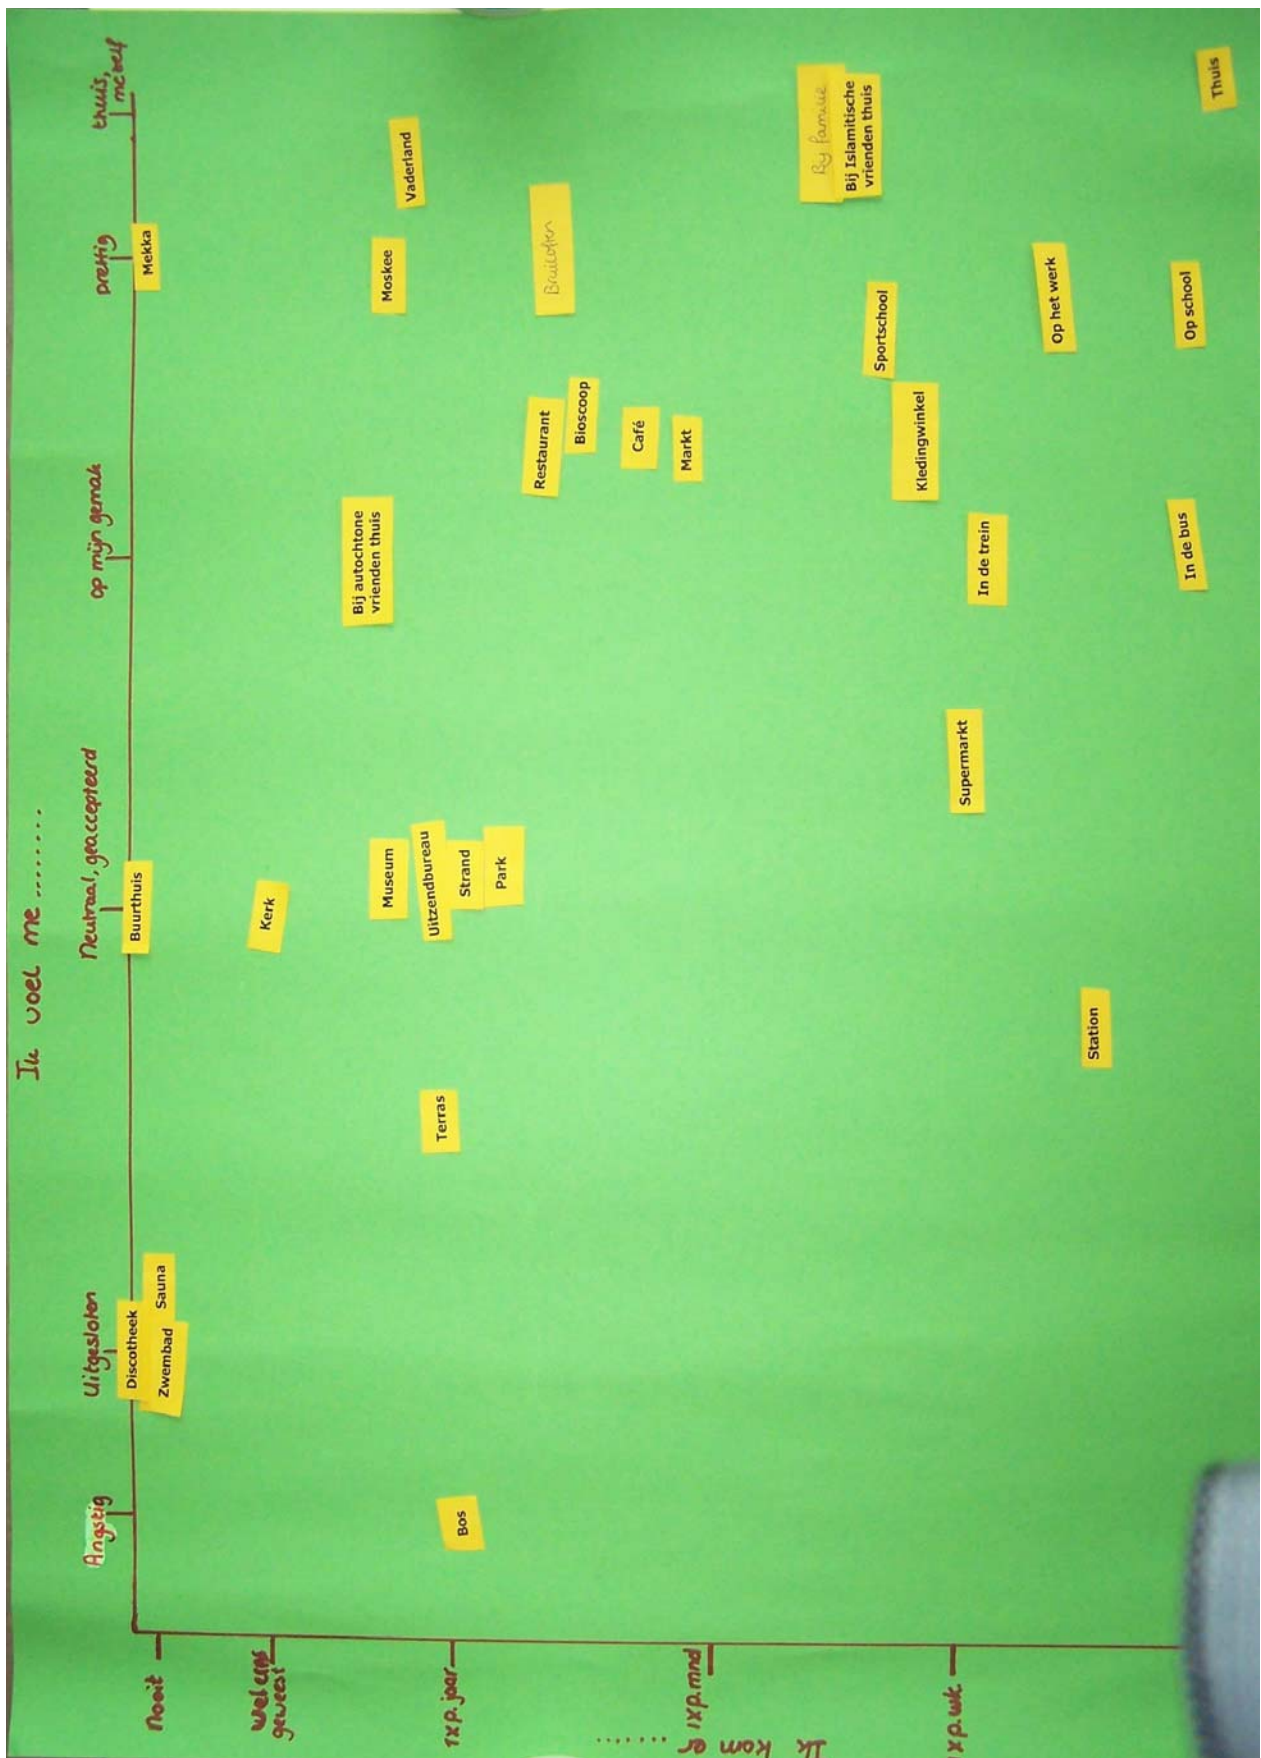 Ik voel me.........
Angstig
Uitgesloten
Neutraal, geaccepteerd
op mijn gemak
prettig
thuis,
mezelf
nooit
wel eens
geweest
1x p. jaar
1x p. mnd
1x p. wk
Ik
kom er
......
Discotheek
Sauna
Zwembad
Buurthuis
Mekka
Kerk
Bij autochtone
vrienden thuis
Museum
Moskee
Vaderland
Bos
Terras
Uitzendbureau
Strand
Park
Restaurant
Bruiloften
Bioscoop
Café
Markt
By familie
Bij Islamitische
vrienden thuis
Sportschool
Kledingwinkel
Supermarkt
In de trein
Op het werk
Station
In de bus
Op school
Thuis